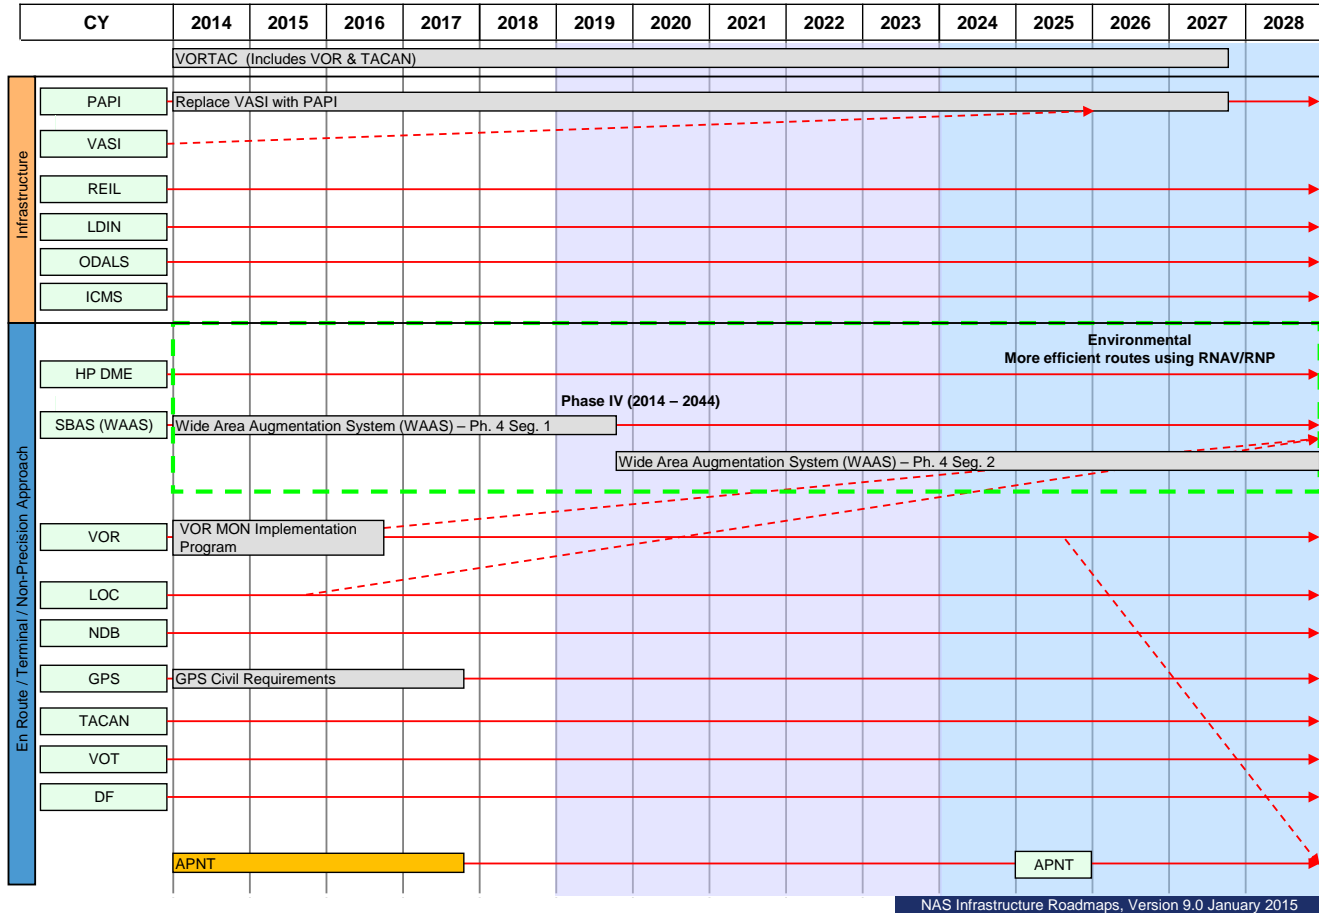 CY 2014 2015 2016 2017 2018 2019 2020 2021 2022 2023 2024 2025 2026 2027 2028
VORTAC (Includes VOR & TACAN)
Infrastructure
PAPI
Replace VASI with PAPI
VASI
REIL
LDIN
ODALS
ICMS
En Route / Terminal / Non-Precision Approach
Environmental
More efficient routes using RNAV/RNP
HP DME
Phase IV (2014 – 2044)
SBAS (WAAS)
Wide Area Augmentation System (WAAS) – Ph. 4 Seg. 1
Wide Area Augmentation System (WAAS) – Ph. 4 Seg. 2
VOR
VOR MON Implementation
Program
LOC
NDB
GPS
GPS Civil Requirements
TACAN
VOT
DF
APNT
APNT
NAS Infrastructure Roadmaps, Version 9.0 January 2015